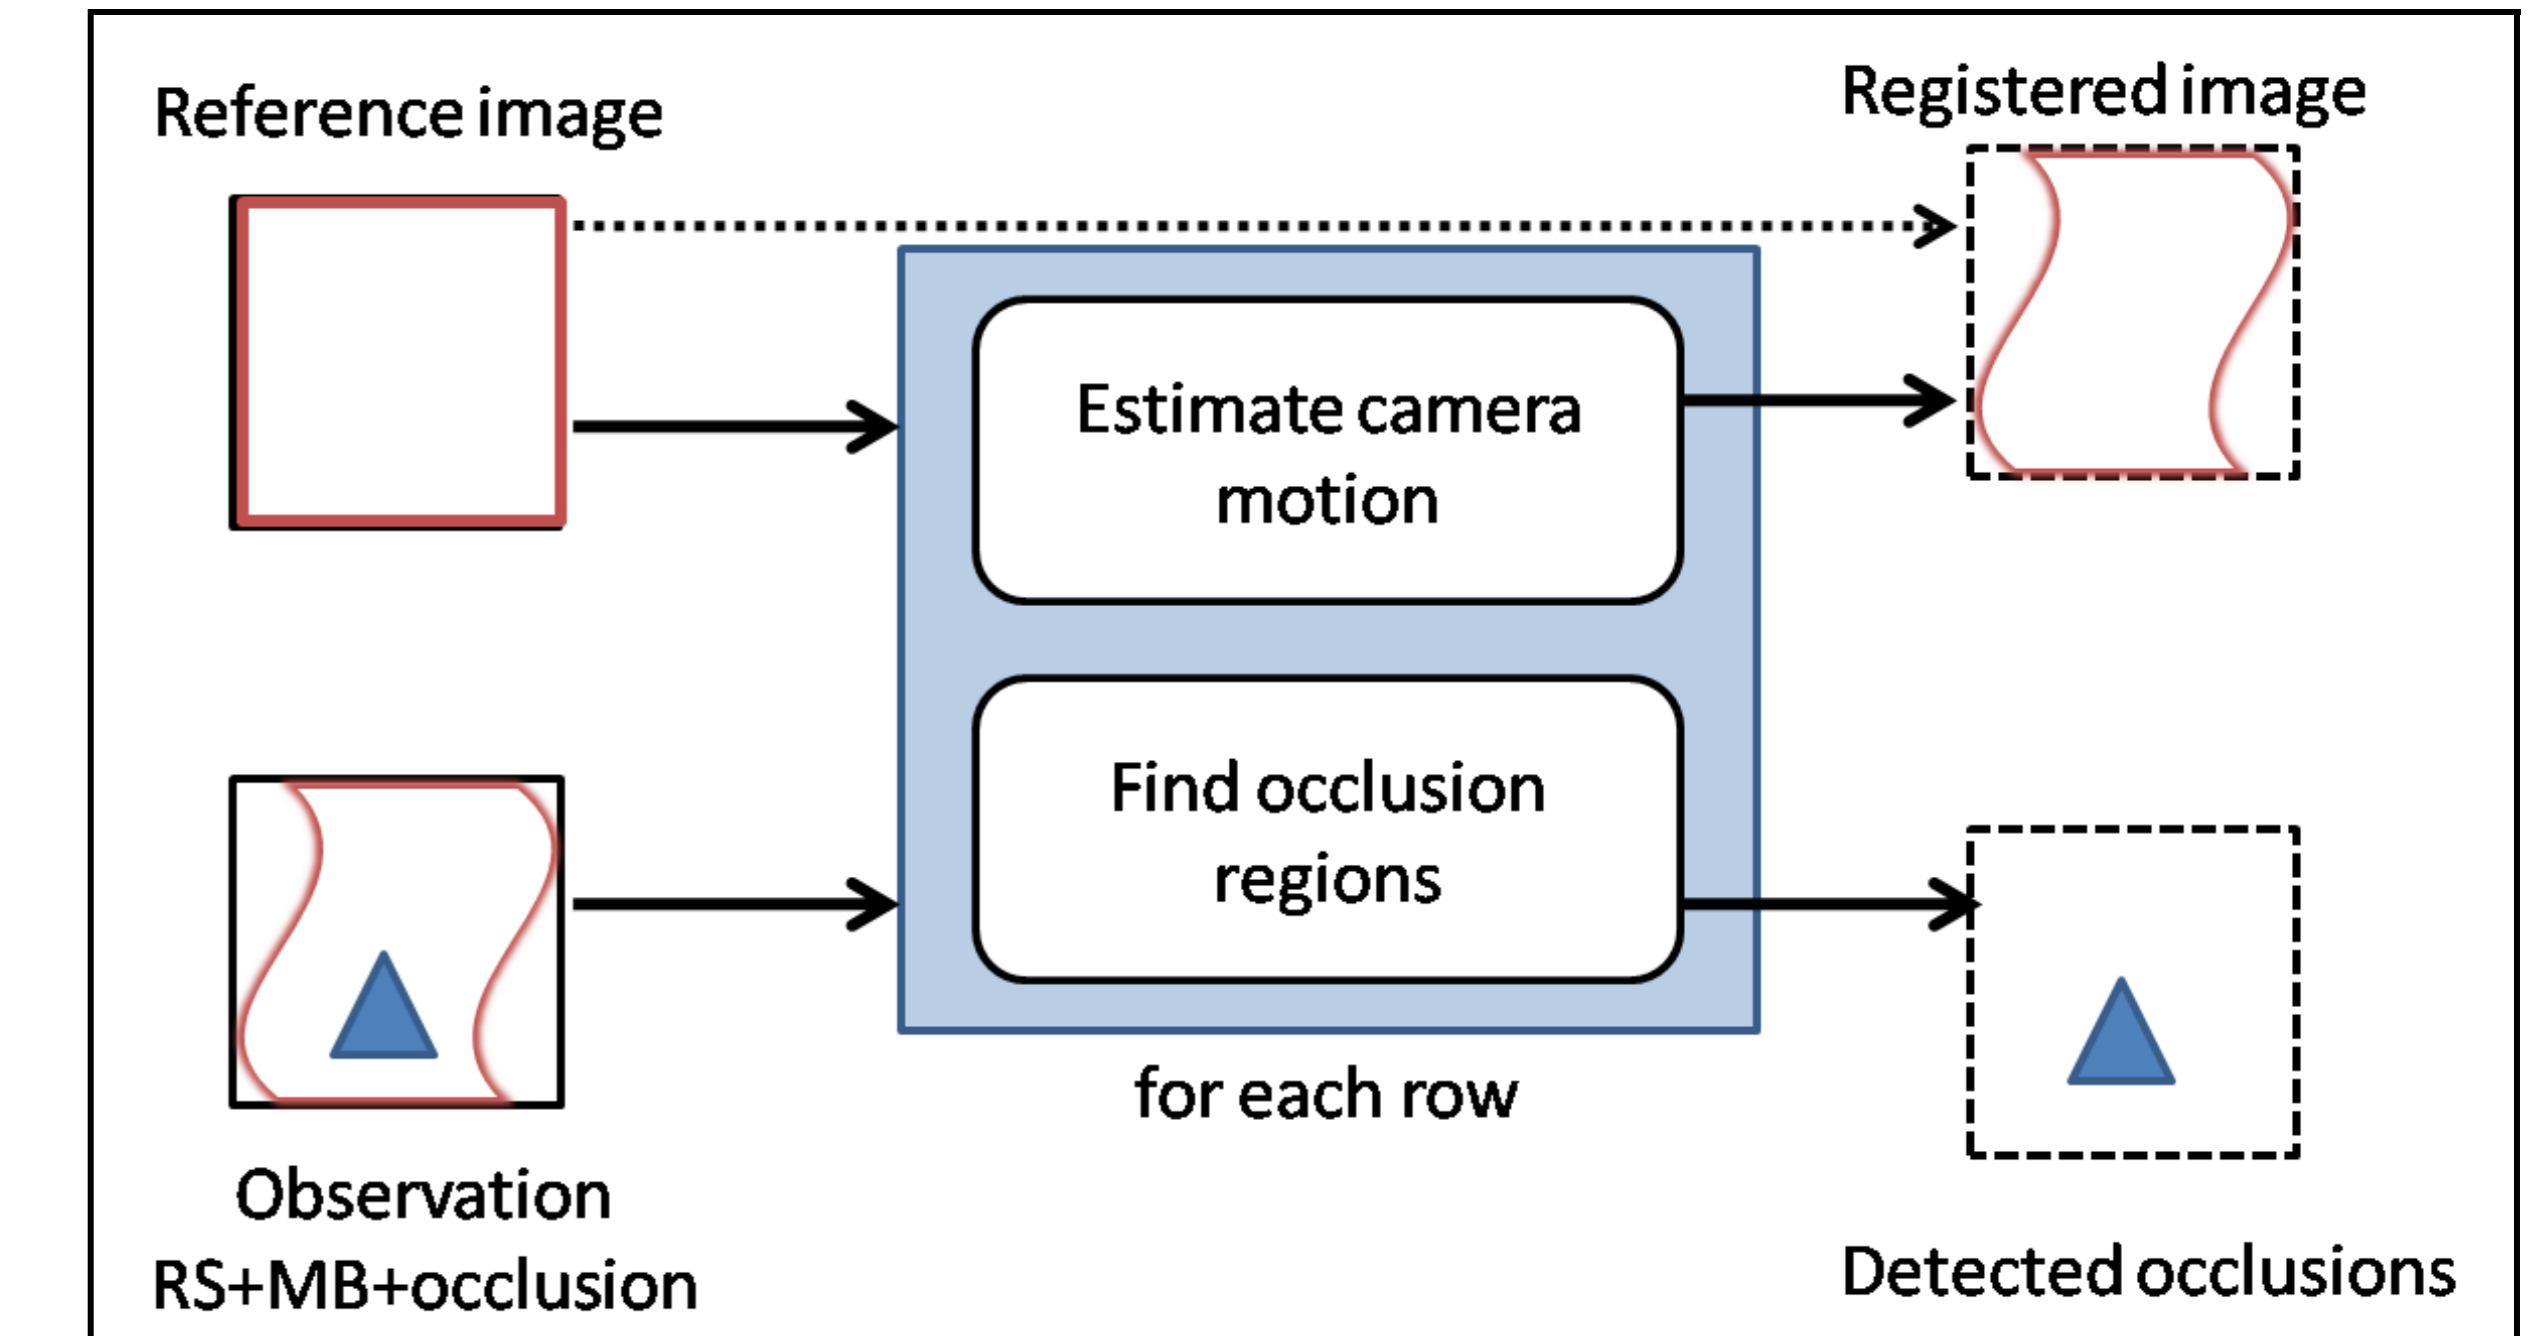 Reference image
Registered image
Estimate camera
motion
Find occlusion
regions
for each row
Observation
RS+MB+occlusion
Detected occlusions